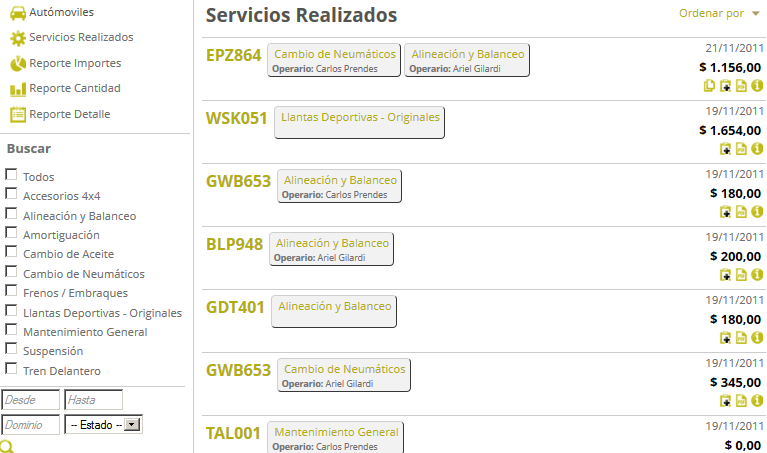 Autómoviles
Servicios Realizados
Reporte Importes
Reporte Cantidad
Reporte Detalle
Buscar
Todos
Accesorios 4x4
Alineación y Balanceo
Amortiguación
Cambio de Aceite
Cambio de Neumáticos
Frenos / Embraques
Llantas Deportivas - Originales
Mantenimiento General
Suspensión
Tren Delantero
Desde Hasta
Dominio -- Estado --
Servicios Realizados
Ordenar por
EPZ864
Cambio de Neumáticos
Operario: Carlos Prendes
Alineación y Balanceo
Operario: Ariel Gilardi
21/11/2011
$ 1.156,00
WSK051
Llantas Deportivas - Originales
19/11/2011
$ 1.654,00
GWB653
Alineación y Balanceo
Operario: Carlos Prendes
19/11/2011
$ 180,00
BLP948
Alineación y Balanceo
Operario: Ariel Gilardi
19/11/2011
$ 200,00
GDT401
Alineación y Balanceo
19/11/2011
$ 180,00
GWB653
Cambio de Neumáticos
Operario: Ariel Gilardi
19/11/2011
$ 345,00
TAL001
Mantenimiento General
Operario: Carlos Prendes
19/11/2011
$ 0,00